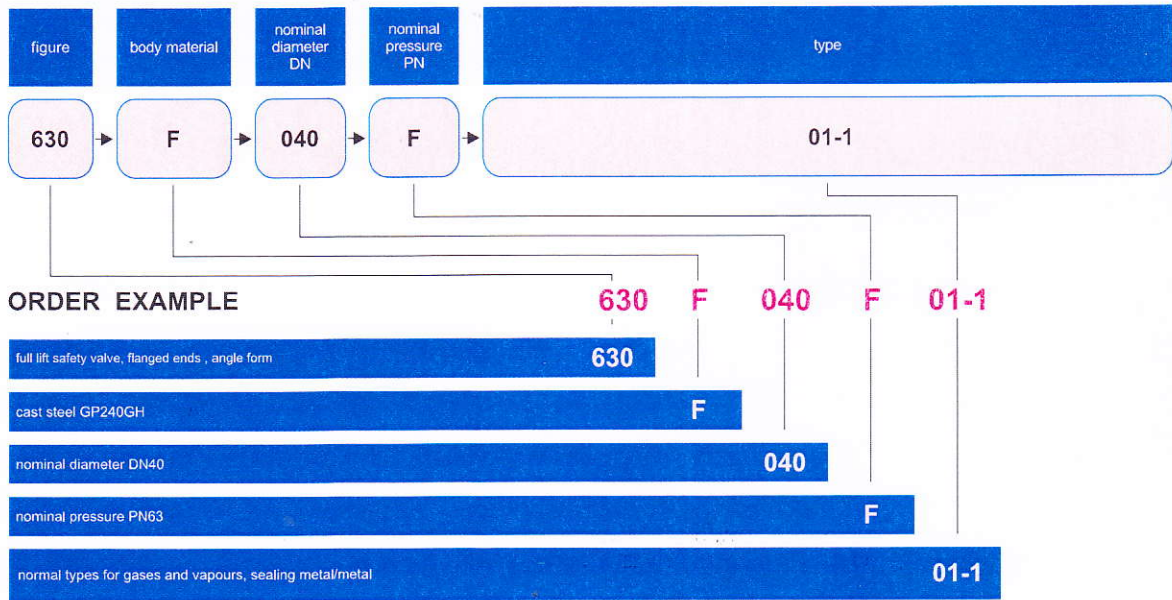 figure
body material
nominal
diameter
DN
nominal
pressure
PN
type
630
F
040
F
01-1
ORDER EXAMPLE
630 F 040 F 01-1
full lift safety valve, flanged ends , angle form 630
cast steel GP240GH F
nominal diameter DN40 040
nominal pressure PN63 F
normal types for gases and vapours, sealing metal/metal 01-1